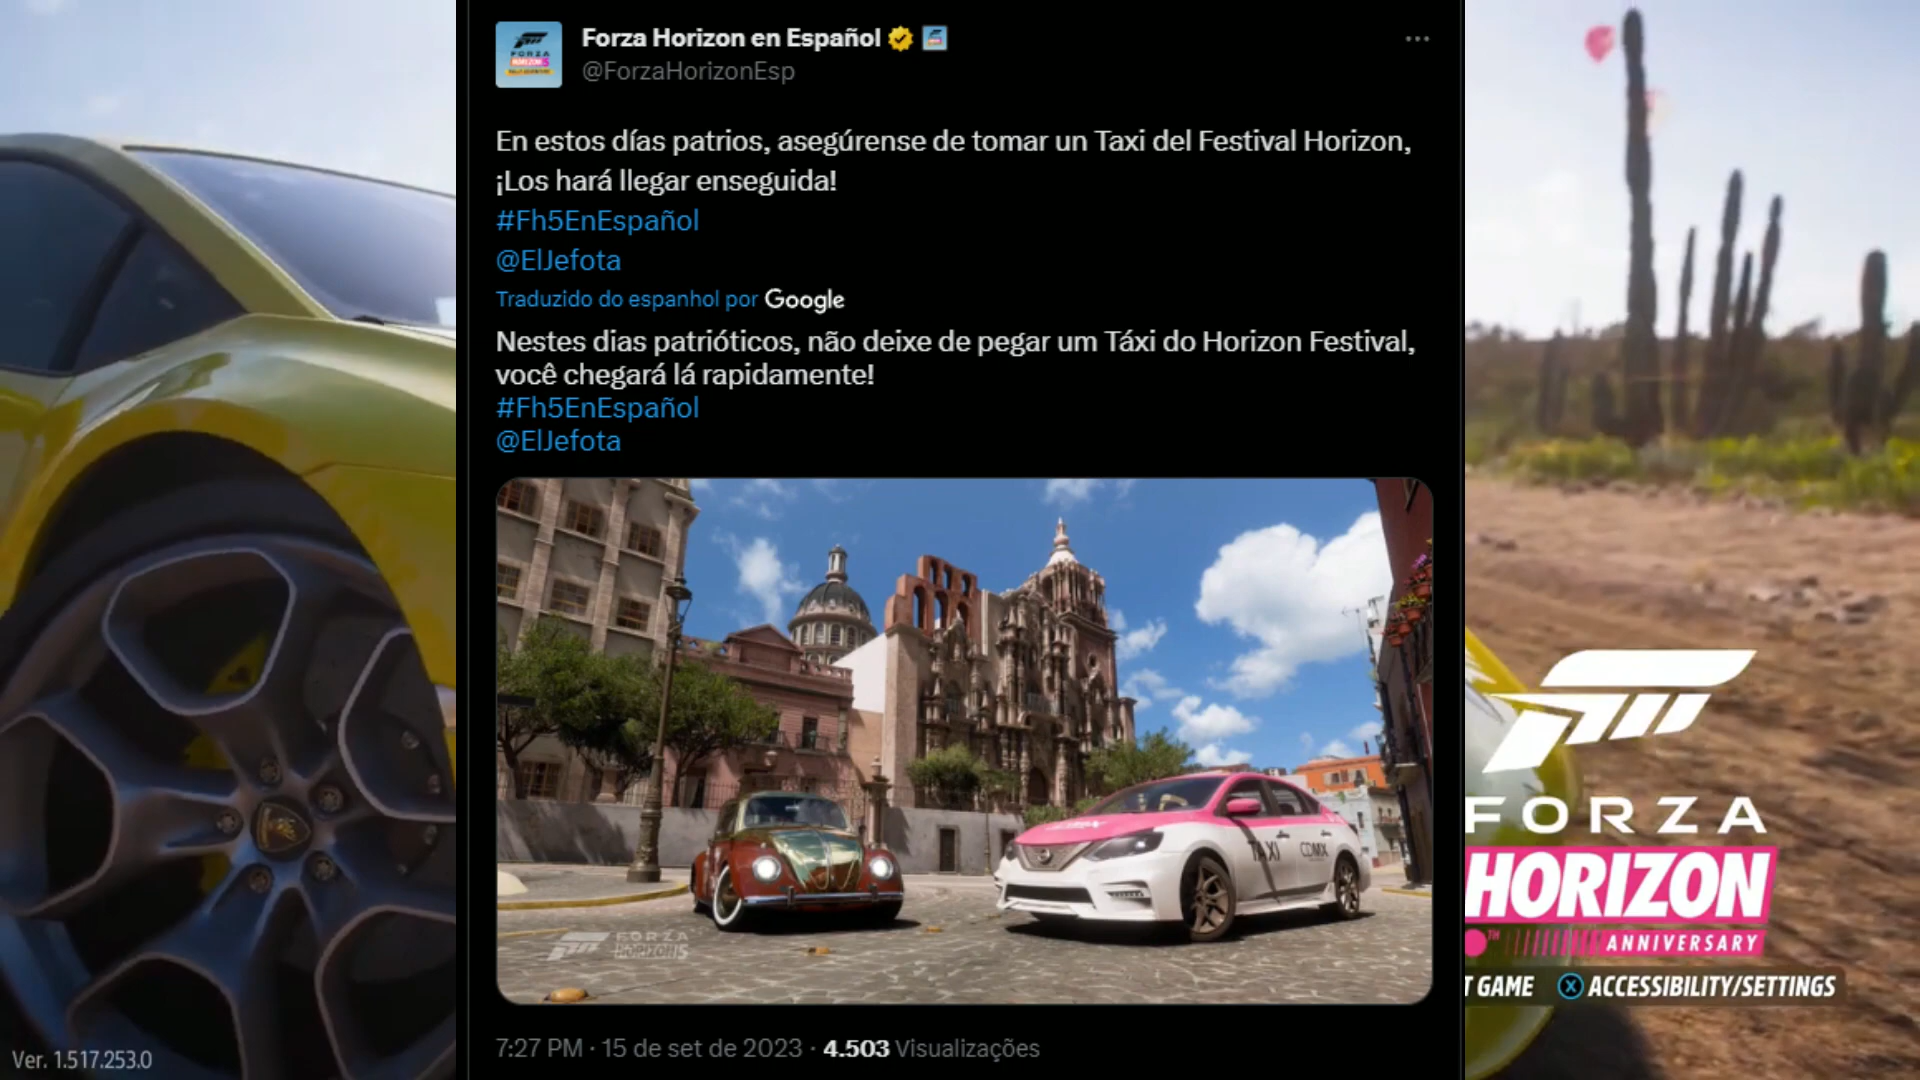 Forza Horizon en Español
@ForzaHorizonEsp
En estos días patrios, asegúrense de tomar un Taxi del Festival Horizon,
¡Los hará llegar enseguida!
#Fh5EnEspañol
@ElJefota
Traduzido do espanhol por Google
Nestes dias patrióticos, não deixe de pegar um Táxi do Horizon Festival,
você chegará lá rapidamente!
#Fh5EnEspañol
@ElJefota
TAXI CDMX
FORZA
HORIZON 5
7:27 PM · 15 de set de 2023 · 4.503 Visualizações
Ver. 1.517.253.0
FORZA
HORIZON
TH ANNIVERSARY
T GAME
X ACCESSIBILITY/SETTINGS